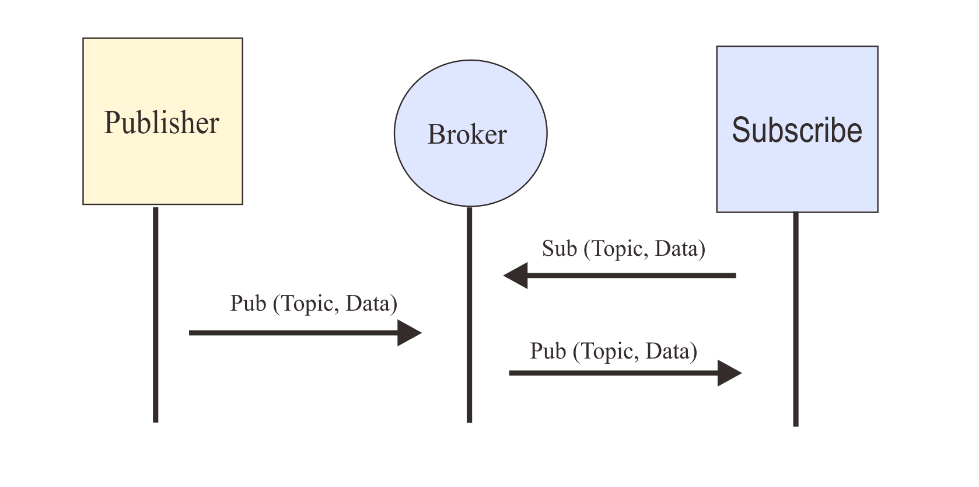 Publisher
Broker
Subscribe
Sub (Topic, Data)
Pub (Topic, Data)
Pub (Topic, Data)